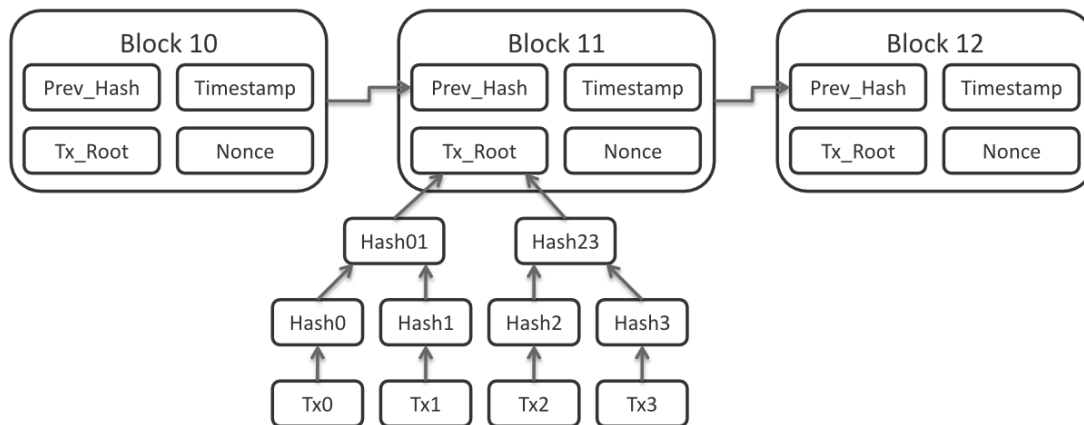 Block 10
Block 11
Block 12
Prev_Hash Timestamp
Prev_Hash Timestamp
Prev_Hash Timestamp
Tx_Root Nonce
Tx_Root Nonce
Tx_Root Nonce
Hash01 Hash23
Hash0 Hash1 Hash2 Hash3
Tx0 Tx1 Tx2 Tx3